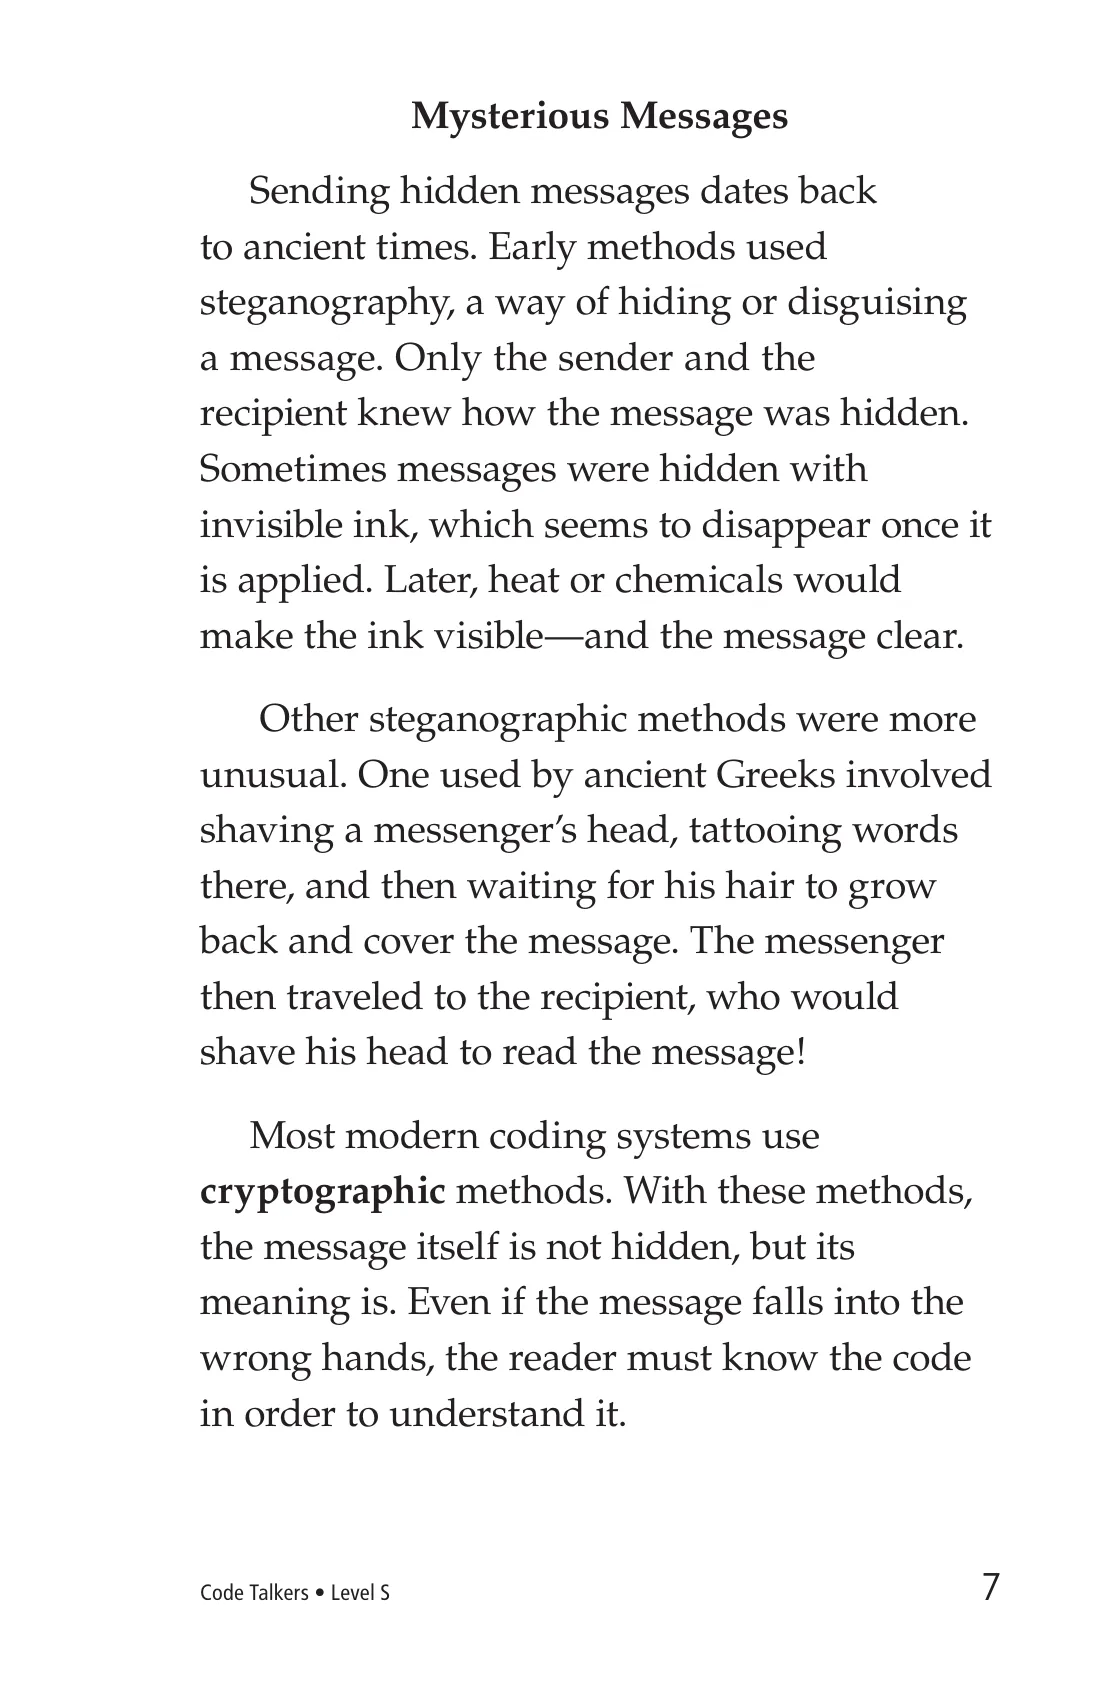 Mysterious Messages
Sending hidden messages dates back
to ancient times. Early methods used
steganography, a way of hiding or disguising
a message. Only the sender and the
recipient knew how the message was hidden.
Sometimes messages were hidden with
invisible ink, which seems to disappear once it
is applied. Later, heat or chemicals would
make the ink visible—and the message clear.
Other steganographic methods were more
unusual. One used by ancient Greeks involved
shaving a messenger’s head, tattooing words
there, and then waiting for his hair to grow
back and cover the message. The messenger
then traveled to the recipient, who would
shave his head to read the message!
Most modern coding systems use
cryptographic methods. With these methods,
the message itself is not hidden, but its
meaning is. Even if the message falls into the
wrong hands, the reader must know the code
in order to understand it.
Code Talkers • Level S 7